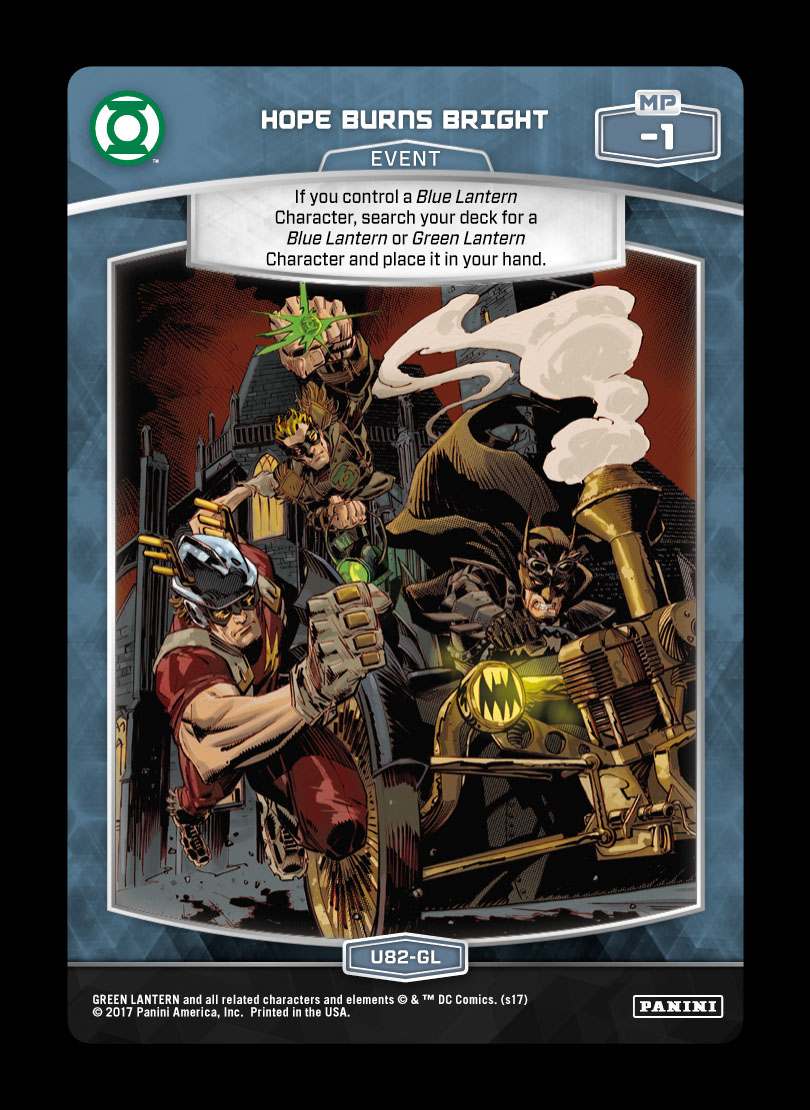 HOPE BURNS BRIGHT
MP
-1
EVENT
™
If you control a Blue Lantern
Character, search your deck for a
Blue Lantern or Green Lantern
Character and place it in your hand.
U82-GL
GREEN LANTERN and all related characters and elements © & ™ DC Comics. (s17)
© 2017 Panini America, Inc. Printed in the USA.
PANINI